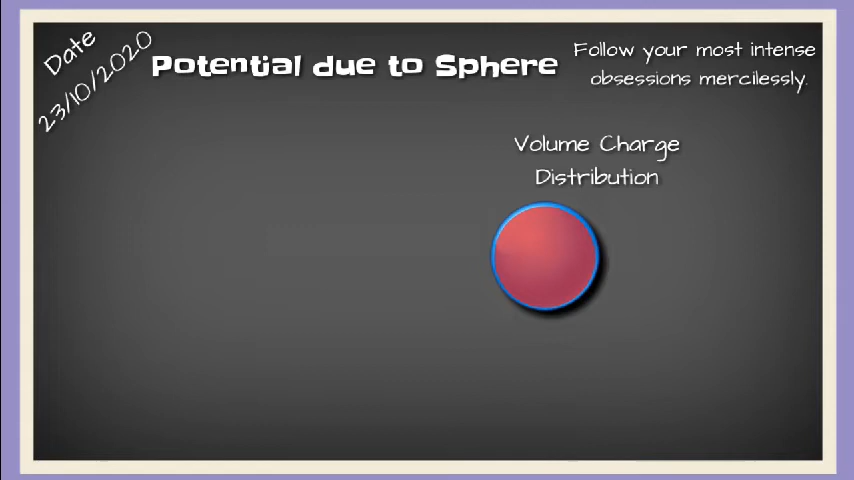 Date
23/10/2020
Potential due to Sphere
Follow your most intense
obsessions mercilessly.
Volume Charge
Distribution